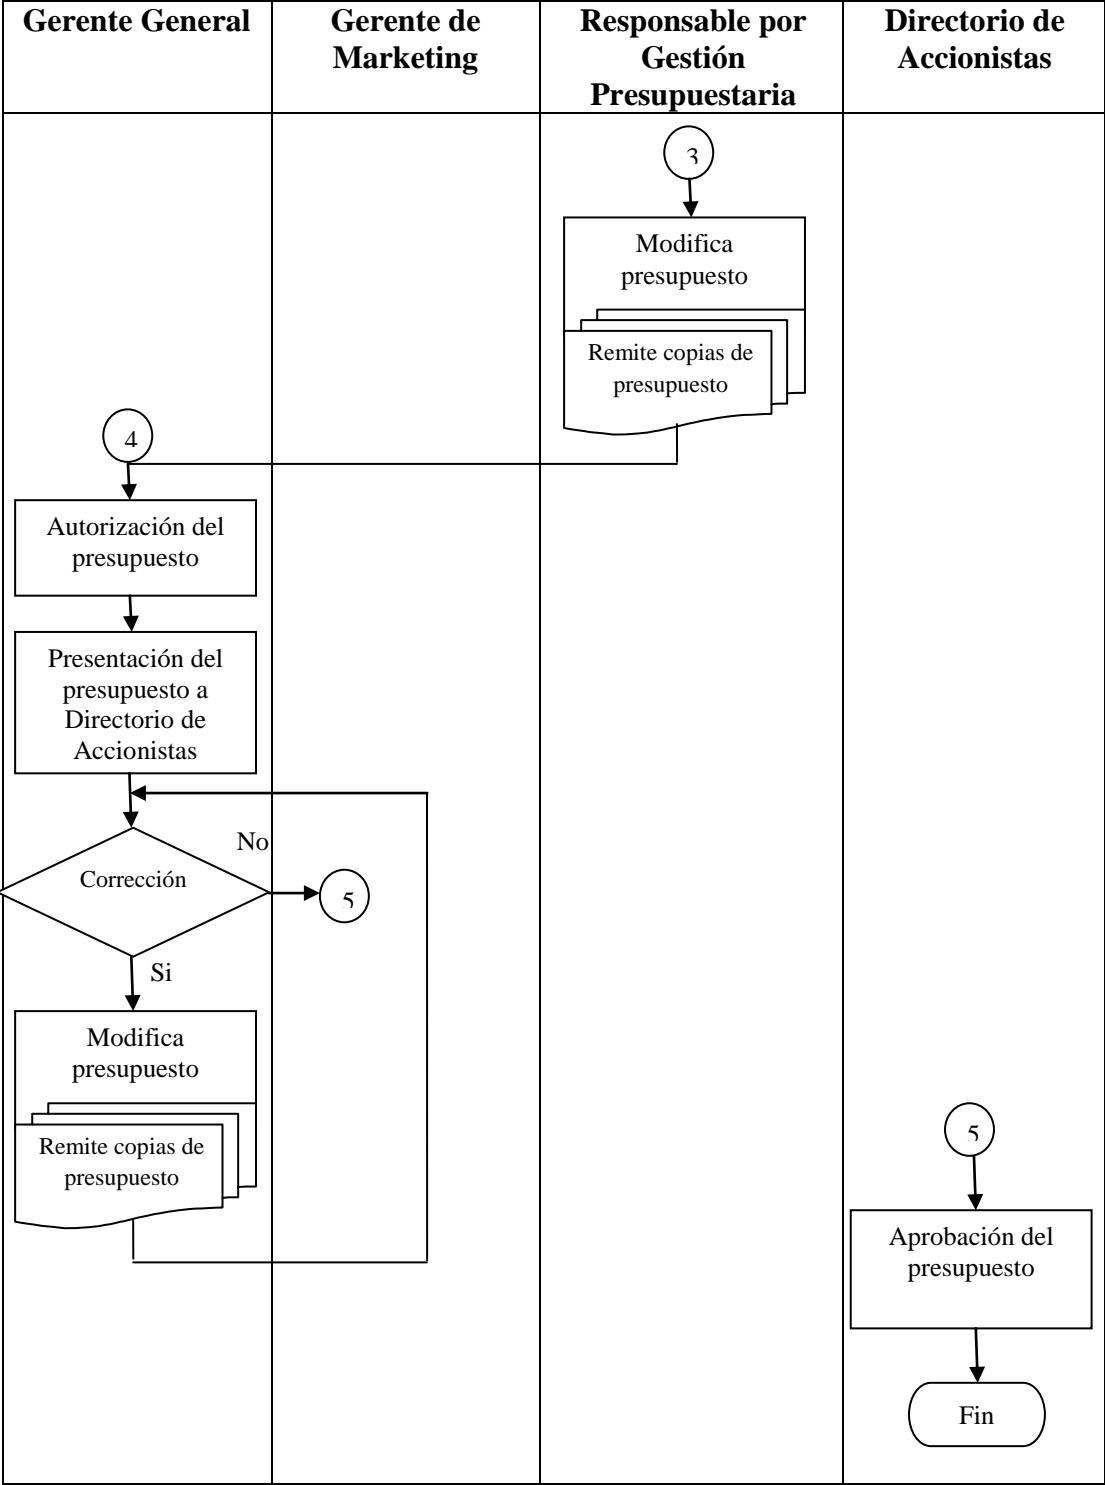 Gerente General
Gerente de
Marketing
Responsable por
Gestión
Presupuestaria
Directorio de
Accionistas
3
Modifica
presupuesto
Remite copias de
presupuesto
4
Autorización del
presupuesto
Presentación del
presupuesto a
Directorio de
Accionistas
No
Corrección
5
Si
Modifica
presupuesto
Remite copias de
presupuesto
5
Aprobación del
presupuesto
Fin